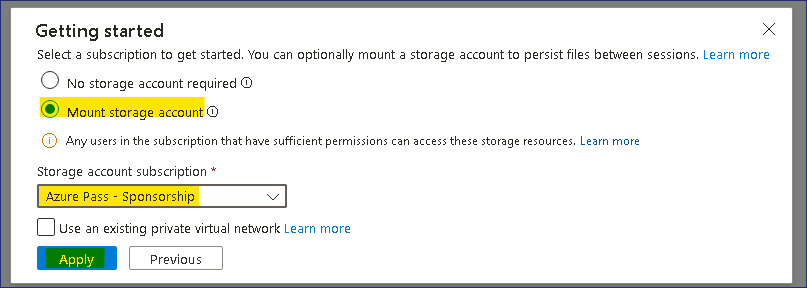 Getting started
Select a subscription to get started. You can optionally mount a storage account to persist files between sessions. Learn more
No storage account required
Mount storage account
Any users in the subscription that have sufficient permissions can access these storage resources. Learn more
Storage account subscription *
Azure Pass - Sponsorship
Use an existing private virtual network Learn more
Apply Previous